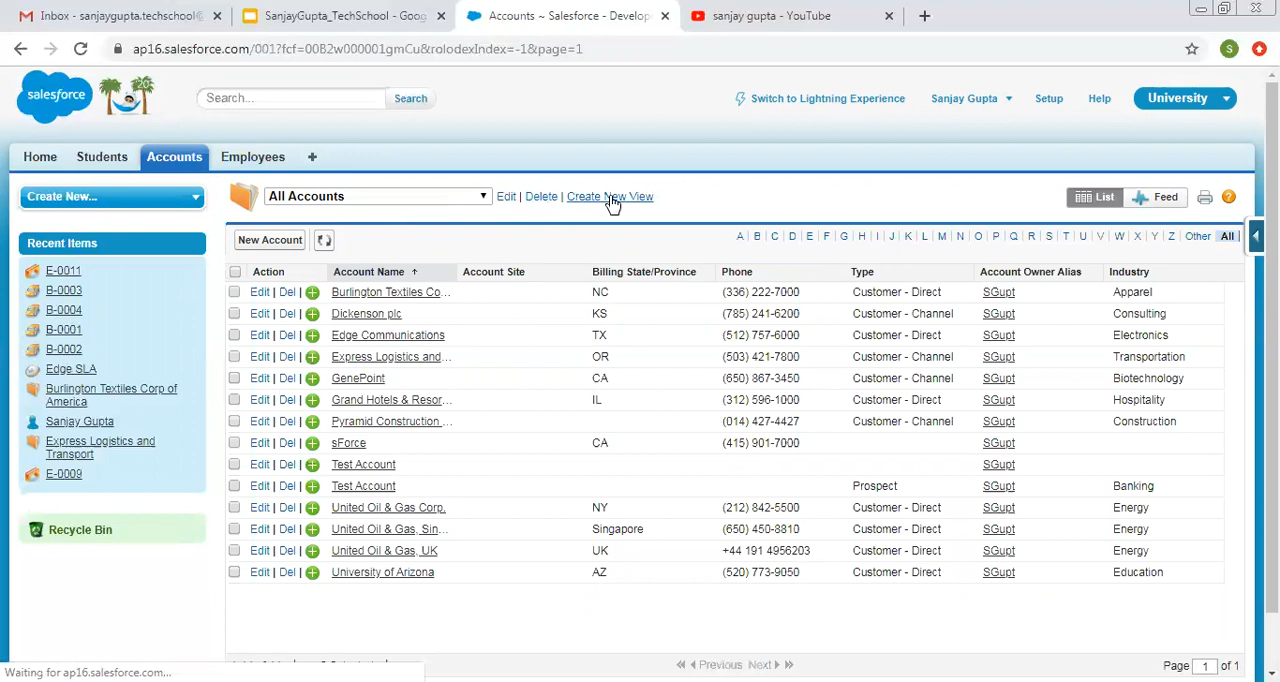 Inbox - sanjaygupta.techschool@
SanjayGupta_TechSchool - Goog
Accounts ~ Salesforce - Develop
sanjay gupta - YouTube
ap16.salesforce.com/001?fcf=00B2w000001gmCu&rolodexIndex=-1&page=1
S
salesforce 20
Search... Search
Switch to Lightning Experience Sanjay Gupta Setup Help University
Home Students Accounts Employees +
Create New...
All Accounts Edit | Delete | Create New View List Feed
Recent Items
New Account A B C D E F G H I J K L M N O P Q R S T U V W X Y Z Other All
E-0011
B-0003
B-0004
B-0001
B-0002
Edge SLA
Burlington Textiles Corp of
America
Sanjay Gupta
Express Logistics and
Transport
E-0009
Recycle Bin
Action Account Name Account Site Billing State/Province Phone Type Account Owner Alias Industry
Edit | Del | Burlington Textiles Co... NC (336) 222-7000 Customer - Direct SGupt Apparel
Edit | Del | Dickenson plc KS (785) 241-6200 Customer - Channel SGupt Consulting
Edit | Del | Edge Communications TX (512) 757-6000 Customer - Direct SGupt Electronics
Edit | Del | Express Logistics and... OR (503) 421-7800 Customer - Channel SGupt Transportation
Edit | Del | GenePoint CA (650) 867-3450 Customer - Channel SGupt Biotechnology
Edit | Del | Grand Hotels & Resor... IL (312) 596-1000 Customer - Direct SGupt Hospitality
Edit | Del | Pyramid Construction ... (014) 427-4427 Customer - Channel SGupt Construction
Edit | Del | sForce CA (415) 901-7000 SGupt
Edit | Del | Test Account SGupt
Edit | Del | Test Account Prospect SGupt Banking
Edit | Del | United Oil & Gas Corp. NY (212) 842-5500 Customer - Direct SGupt Energy
Edit | Del | United Oil & Gas, Sin... Singapore (650) 450-8810 Customer - Direct SGupt Energy
Edit | Del | United Oil & Gas, UK UK +44 191 4956203 Customer - Direct SGupt Energy
Edit | Del | University of Arizona AZ (520) 773-9050 Customer - Direct SGupt Education
Previous Next Page 1 of 1
Waiting for ap16.salesforce.com...